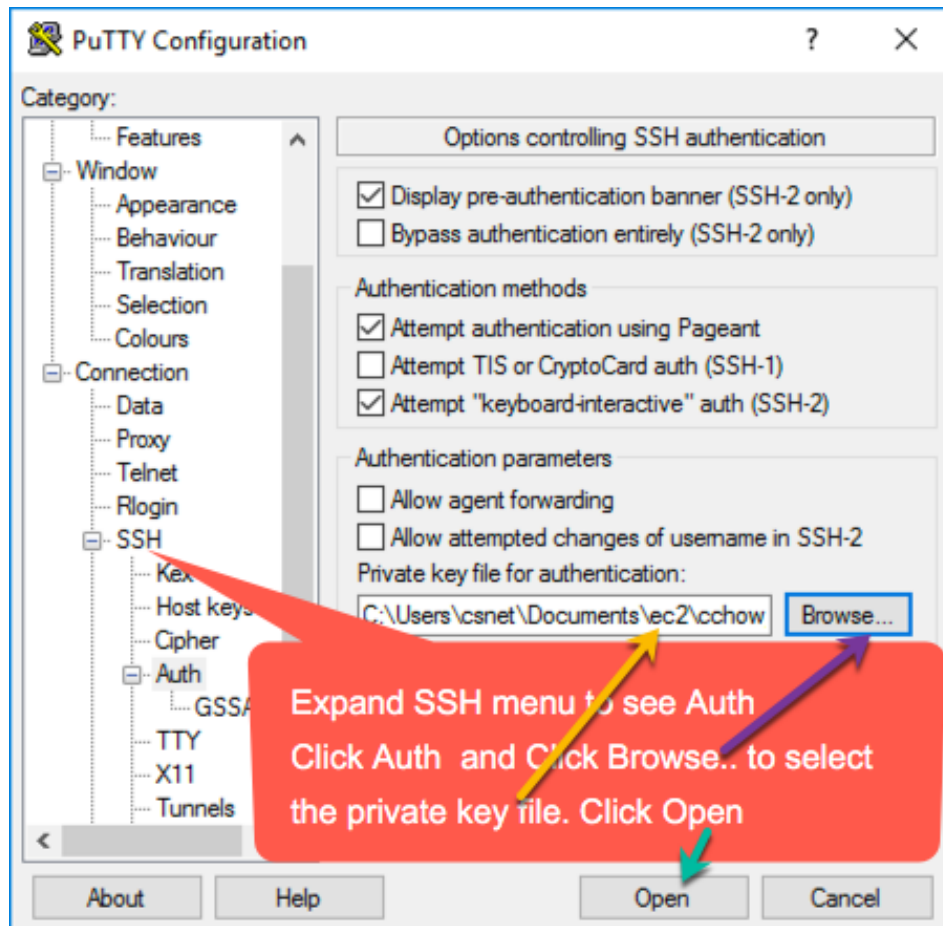 PuTTY Configuration
?
Category:
Features
Window
Appearance
Behaviour
Translation
Selection
Colours
Connection
Data
Proxy
Telnet
Rlogin
SSH
Kex
Host keys
Cipher
Auth
GSSA
TTY
X11
Tunnels
Options controlling SSH authentication
Display pre-authentication banner (SSH-2 only)
Bypass authentication entirely (SSH-2 only)
Authentication methods
Attempt authentication using Pageant
Attempt TIS or CryptoCard auth (SSH-1)
Attempt "keyboard-interactive" auth (SSH-2)
Authentication parameters
Allow agent forwarding
Allow attempted changes of username in SSH-2
Private key file for authentication:
C:\Users\csnet\Documents\ec2\cchow
Browse...
Expand SSH menu to see Auth
Click Auth and Click Browse.. to select
the private key file. Click Open
About
Help
Open
Cancel